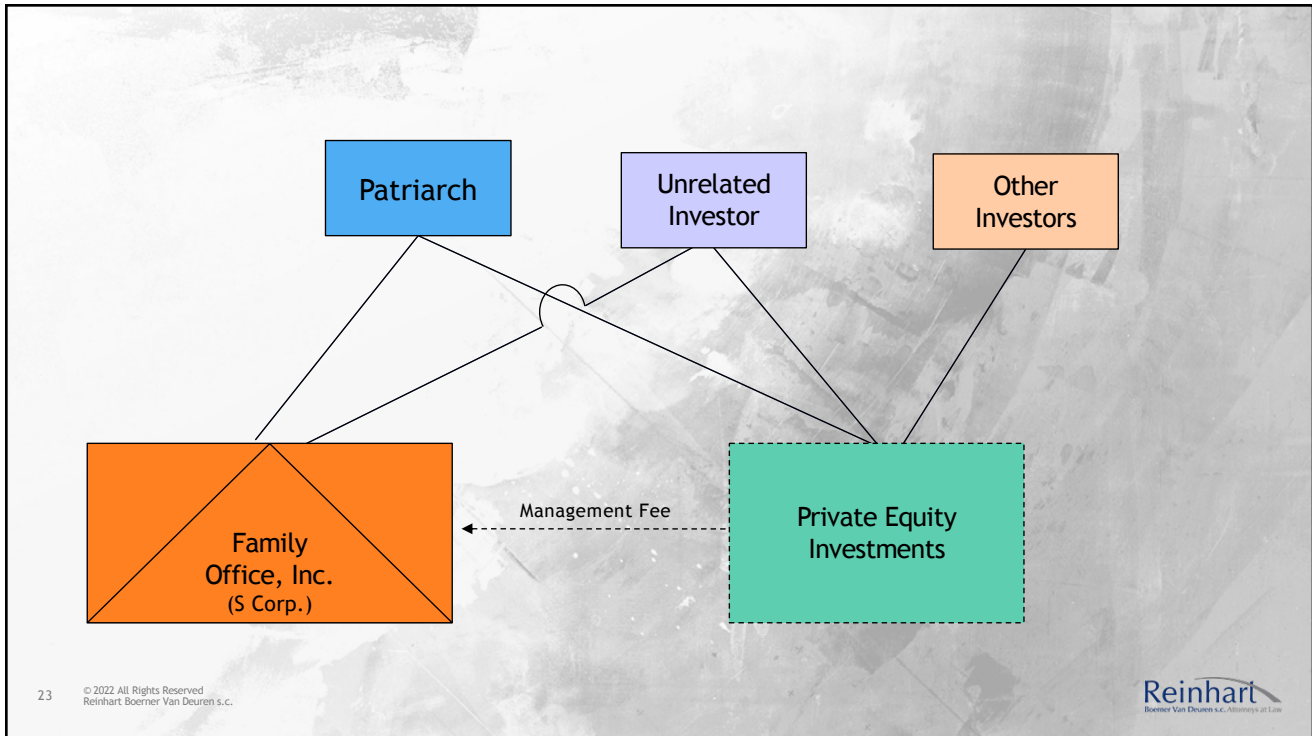 Patriarch
Unrelated
Investor
Other
Investors
Management Fee
Family
Office, Inc.
(S Corp.)
Private Equity
Investments
23
© 2022 All Rights Reserved
Reinhart Boerner Van Deuren s.c.
Reinhart
Boerner Van Deuren s.c. Attorneys at Law